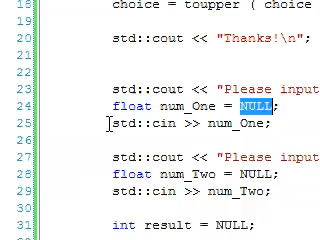 18 choice = toupper ( choice
19
20 std::cout << "Thanks!\n";
21
22
23 std::cout << "Please input
24 float num_One = NULL;
25 std::cin >> num_One;
26
27 std::cout << "Please input
28 float num_Two = NULL;
29 std::cin >> num_Two;
30
31 int result = NULL;